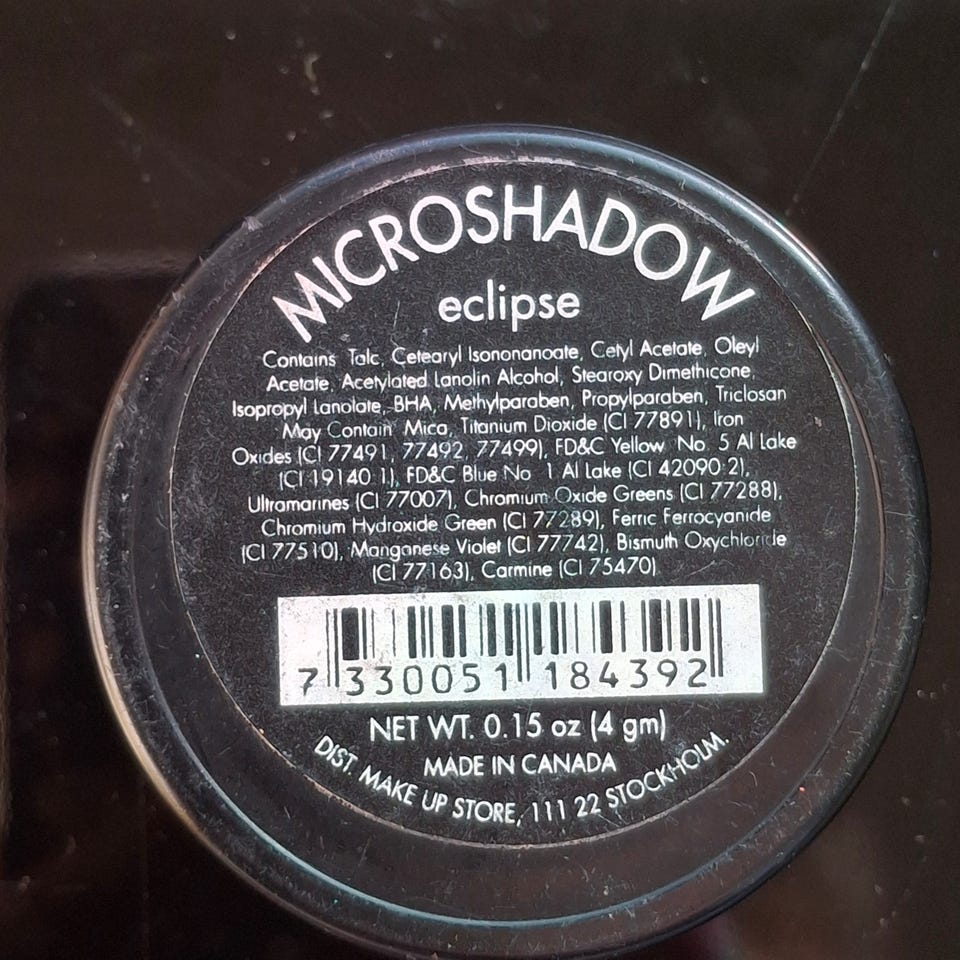 MICROSHADOW
eclipse
Contains Talc, Cetearyl Isononanoate, Cetyl Acetate, Oleyl
Acetate, Acetylated Lanolin Alcohol, Stearoxy Dimethicone,
Isopropyl Lanolate, BHA, Methylparaben, Propylparaben, Triclosan
May Contain Mica, Titanium Dioxide (CI 77891), Iron
Oxides (CI 77491, 77492, 77499), FD&C Yellow No 5 Al Lake
(CI 19140 1), FD&C Blue No 1 Al Lake (CI 42090 2),
Ultramarines (CI 77007), Chromium Oxide Greens (CI 77288),
Chromium Hydroxide Green (CI 77289), Ferric Ferrocyanide
(CI 77510), Manganese Violet (CI 77742), Bismuth Oxychloride
(CI 77163), Carmine (CI 75470)
7 330051 184392
NET WT. 0.15 oz (4 gm)
MADE IN CANADA
DIST. MAKE UP STORE, 111 22 STOCKHOLM.